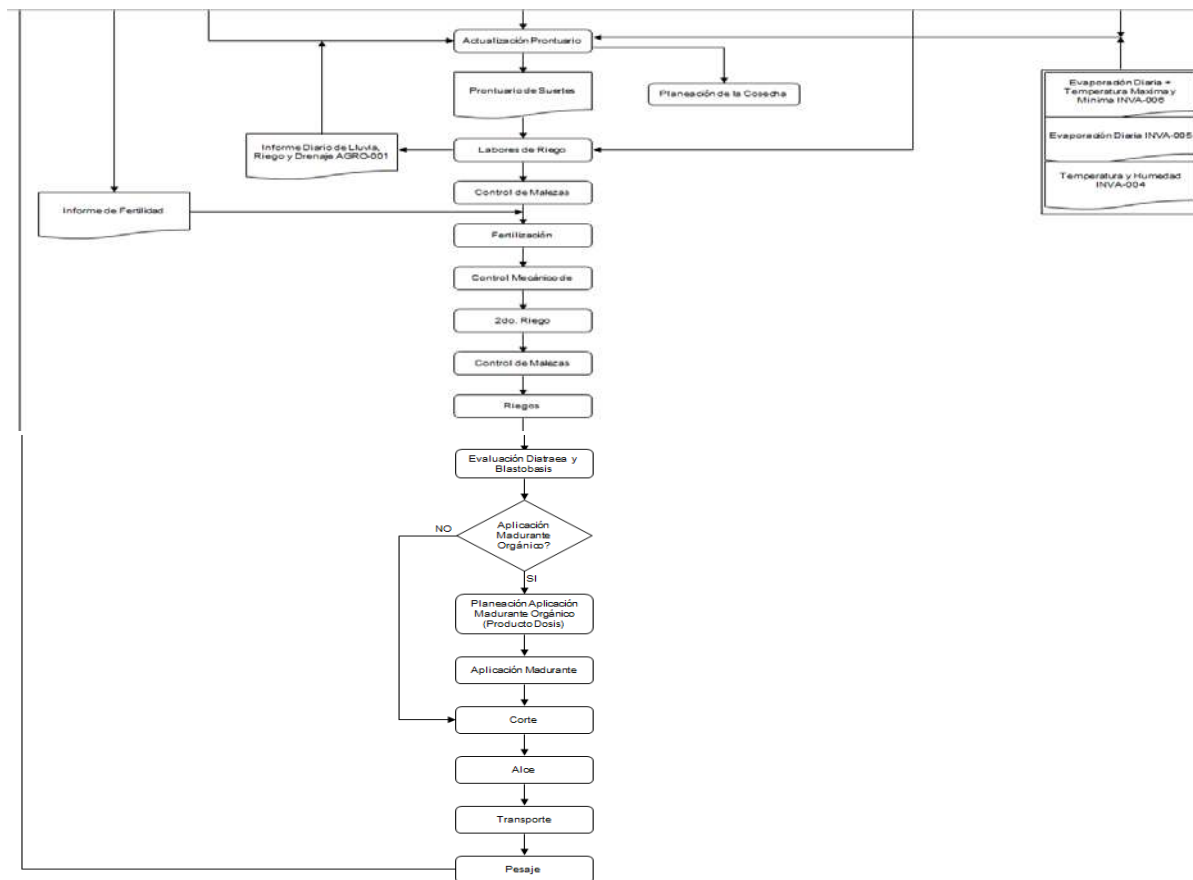 Actualización Prontuario
Prontuario de Suertes
Planeación de la Cosecha
Evaporación Diaria +
Temperatura Maxima y
Minima INVA-006
Evaporación Diaria INVA-005
Temperatura y Humedad
INVA-004
Informe Diario de Lluvia,
Riego y Drenaje AGRO-001
Labores de Riego
Control de Malezas
Informe de Fertilidad
Fertilización
Control Mecánico de
2do. Riego
Control de Malezas
Riegos
Evaluación Diatraea y
Blastobasis
NO
Aplicación
Madurante
Orgánico?
SI
Planeación Aplicación
Madurante Orgánico
(Producto Dosis)
Aplicación Madurante
Corte
Alce
Transporte
Pesaje